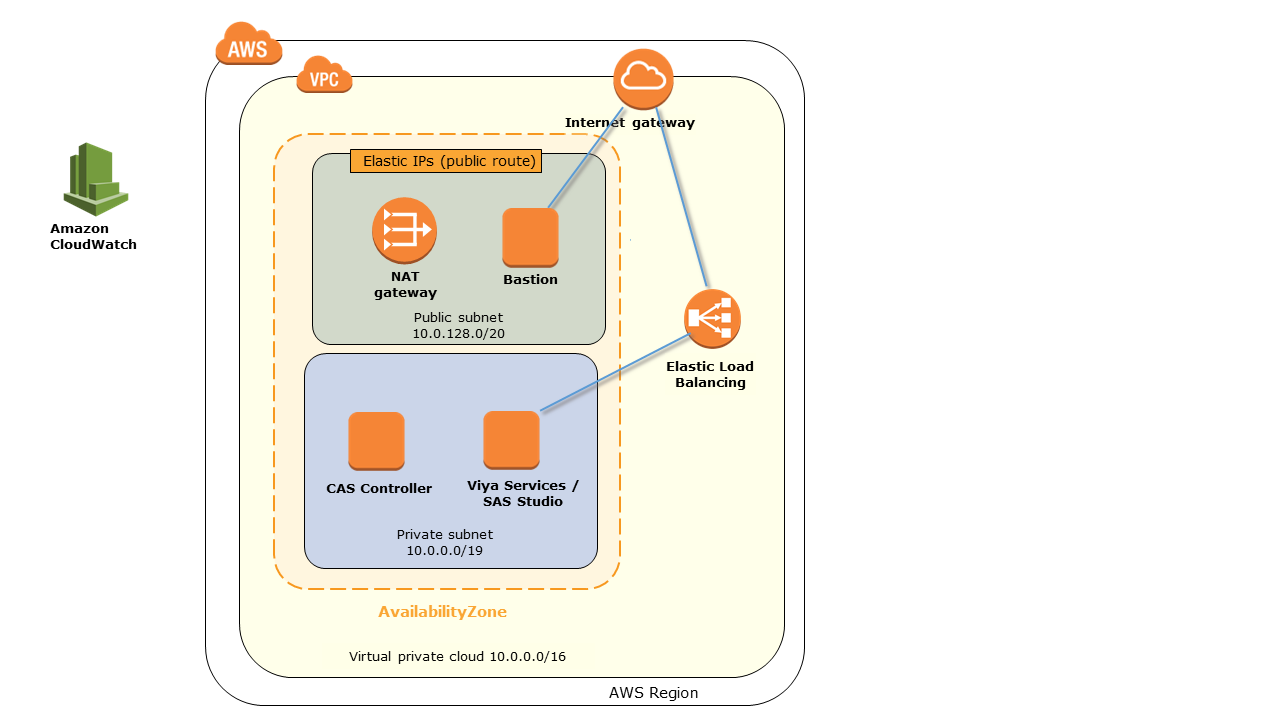 AWS
VPC
Internet gateway
Elastic IPs (public route)
Amazon
CloudWatch
NAT
gateway
Bastion
Public subnet
10.0.128.0/20
Elastic Load
Balancing
CAS Controller
Viya Services /
SAS Studio
Private subnet
10.0.0.0/19
AvailabilityZone
Virtual private cloud 10.0.0.0/16
AWS Region